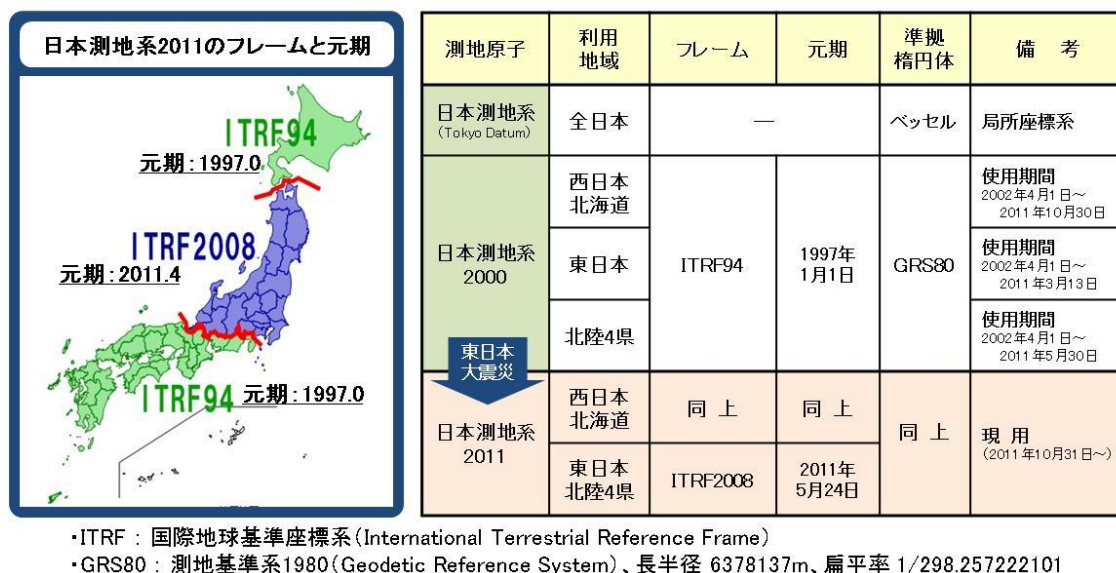 日本測地系2011のフレームと元期
ITRF94
元期：1997.0
ITRF2008
元期：2011.4
ITRF94
元期：1997.0
測地原子
利用
地域
フレーム
元期
準拠
楕円体
備 考
日本測地系
(Tokyo Datum)
全日本
―
ベッセル
局所座標系
日本測地系
2000
西日本
北海道
ITRF94
1997年
1月1日
GRS80
使用期間
2002年4月1日～
2011年10月30日
東日本
使用期間
2002年4月1日～
2011年3月13日
北陸4県
使用期間
2002年4月1日～
2011年5月30日
東日本
大震災
日本測地系
2011
西日本
北海道
同 上
同 上
同 上
現 用
(2011年10月31日～)
東日本
北陸4県
ITRF2008
2011年
5月24日
・ITRF ： 国際地球基準座標系(International Terrestrial Reference Frame)
・GRS80 ： 測地基準系1980(Geodetic Reference System)、長半径 6378137m、扁平率 1/298.257222101